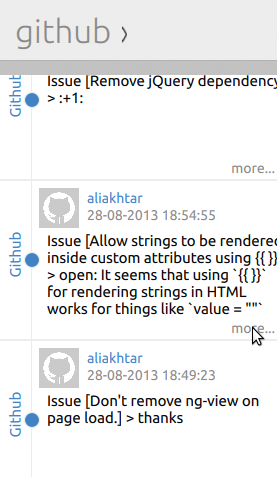 github ›
Github
Issue [Remove jQuery dependency
> :+1:
more...
Github
aliakhtar
28-08-2013 18:54:55
Issue [Allow strings to be rendered
inside custom attributes using {{ }}
> open: It seems that using `{{ }}`
for rendering strings in HTML
works for things like `value = ""`
more...
Github
aliakhtar
28-08-2013 18:49:23
Issue [Don't remove ng-view on
page load.] > thanks